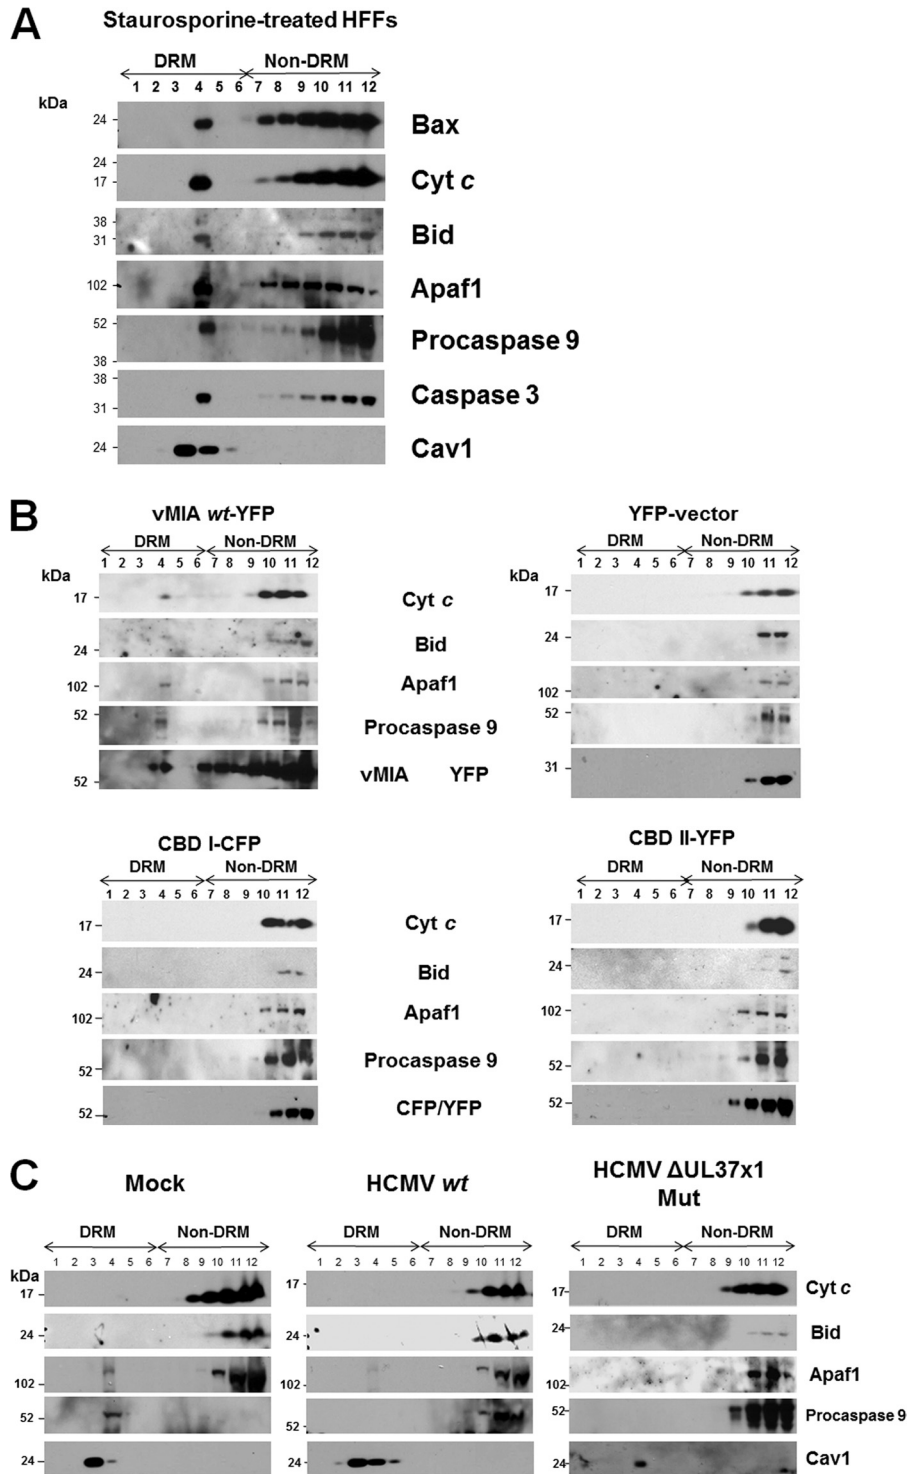 A
Staurosporine-treated HFFs
DRM Non-DRM
1 2 3 4 5 6 7 8 9 10 11 12
kDa
24 Bax
24
17 Cyt c
38
31 Bid
102 Apaf1
52
38 Procaspase 9
38
31 Caspase 3
24 Cav1
B
vMIA wt-YFP
DRM Non-DRM
1 2 3 4 5 6 7 8 9 10 11 12
kDa
17
24
102
52
52
Cyt c
Bid
Apaf1
Procaspase 9
vMIA YFP
YFP-vector
DRM Non-DRM
1 2 3 4 5 6 7 8 9 10 11 12
kDa
17
24
102
52
31
CBD I-CFP
DRM Non-DRM
1 2 3 4 5 6 7 8 9 10 11 12
17
24
102
52
52
Cyt c
Bid
Apaf1
Procaspase 9
CFP/YFP
CBD II-YFP
DRM Non-DRM
1 2 3 4 5 6 7 8 9 10 11 12
17
24
102
52
52
C
Mock
DRM Non-DRM
1 2 3 4 5 6 7 8 9 10 11 12
kDa
17
24
102
52
24
HCMV wt
DRM Non-DRM
1 2 3 4 5 6 7 8 9 10 11 12
17
24
102
52
24
HCMV ΔUL37x1
Mut
DRM Non-DRM
1 2 3 4 5 6 7 8 9 10 11 12
17 Cyt c
24 Bid
102 Apaf1
52 Procaspase 9
24 Cav1